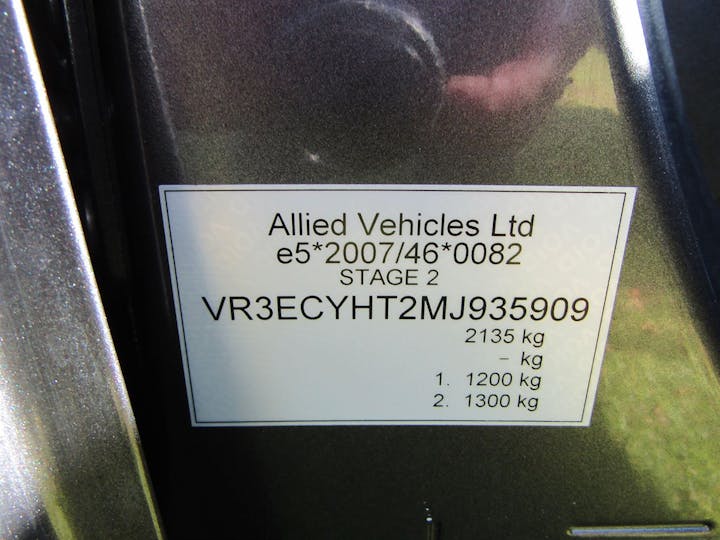 Allied Vehicles Ltd
e5*2007/46*0082
STAGE 2
VR3ECYHT2MJ935909
2135 kg
– kg
1. 1200 kg
2. 1300 kg